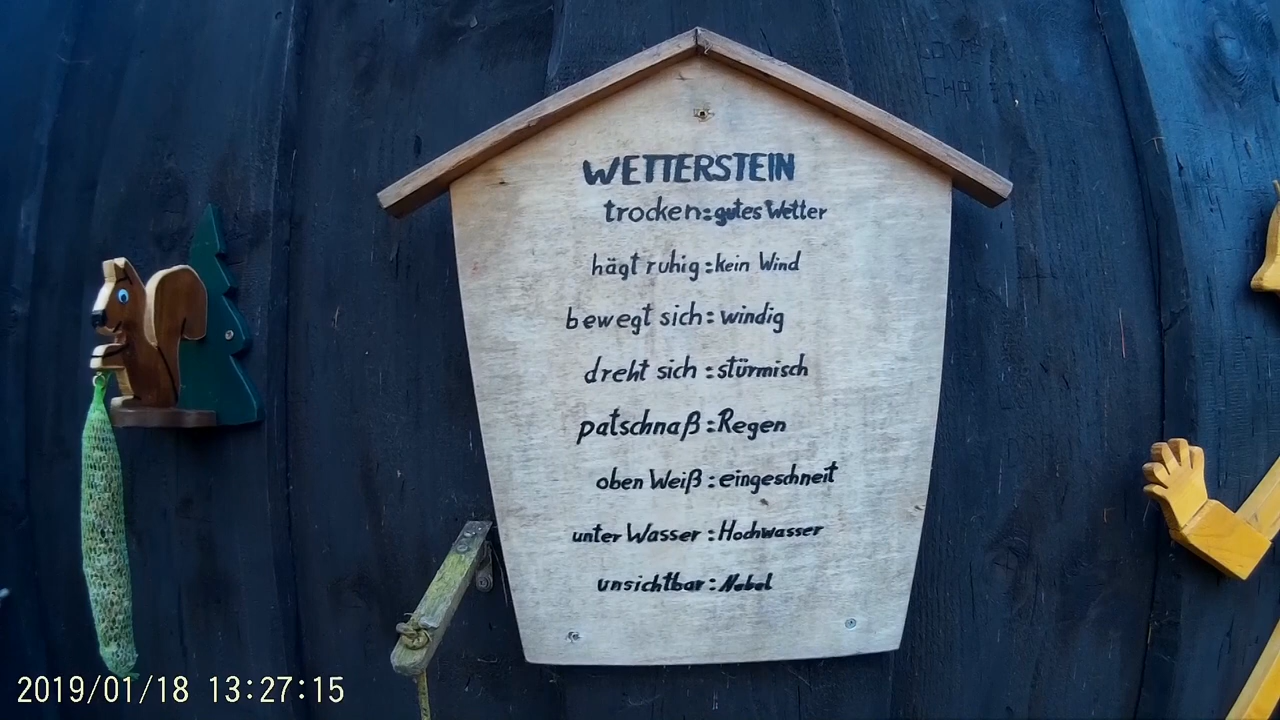 WETTERSTEIN
trocken:gutes Wetter
hägt ruhig:kein Wind
bewegt sich:windig
dreht sich:stürmisch
patschnaß:Regen
oben Weiß:eingeschneit
unter Wasser:Hochwasser
unsichtbar:Nebel
2019/01/18 13:27:15